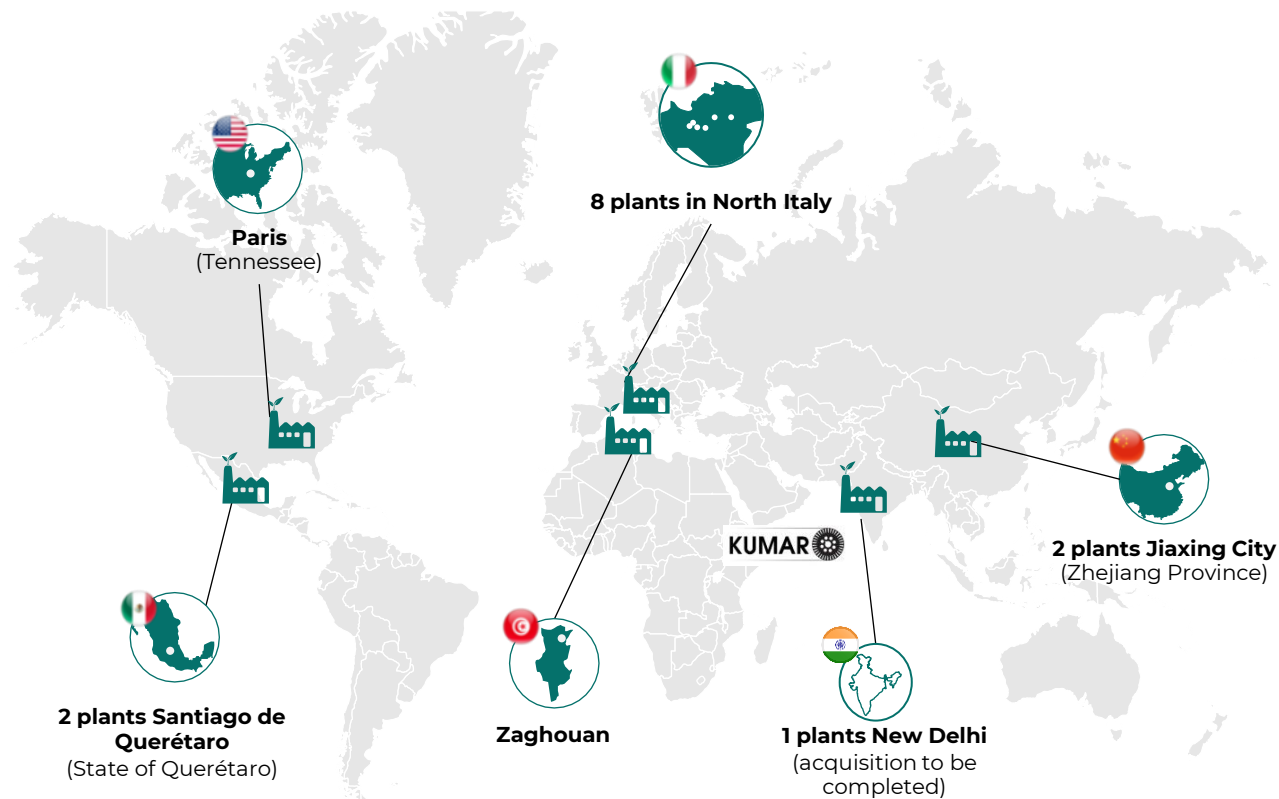 8 plants in North Italy
Paris
(Tennessee)
KUMAR
2 plants Jiaxing City
(Zhejiang Province)
2 plants Santiago de
Querétaro
(State of Querétaro)
Zaghouan
1 plants New Delhi
(acquisition to be
completed)